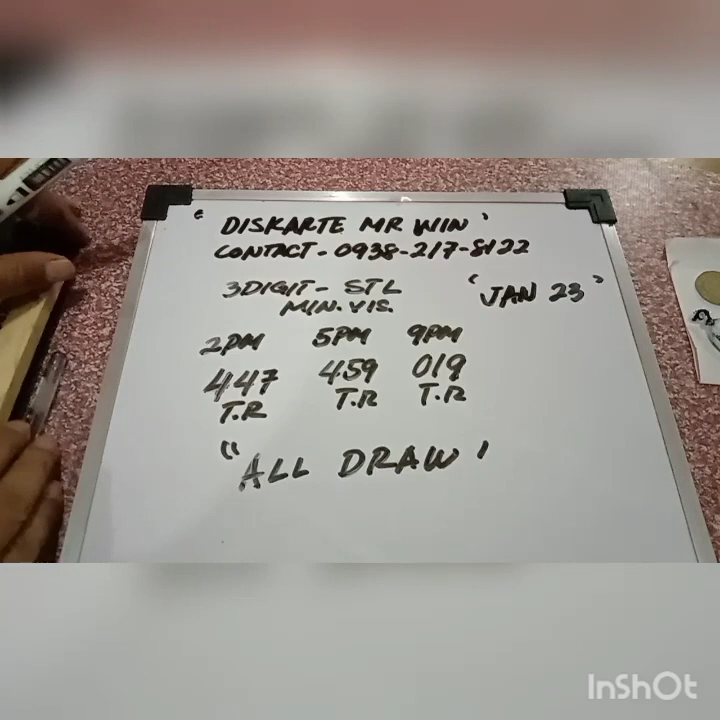 " DISKARTE MR WIN '
CONTACT - 0938-217-8122
3DIGIT - STL
MIN. VIS.
" JAN 23 "
2PM 5PM 9PM
447 459 019
T.R T.R T.R
" ALL DRAW '
InShOt